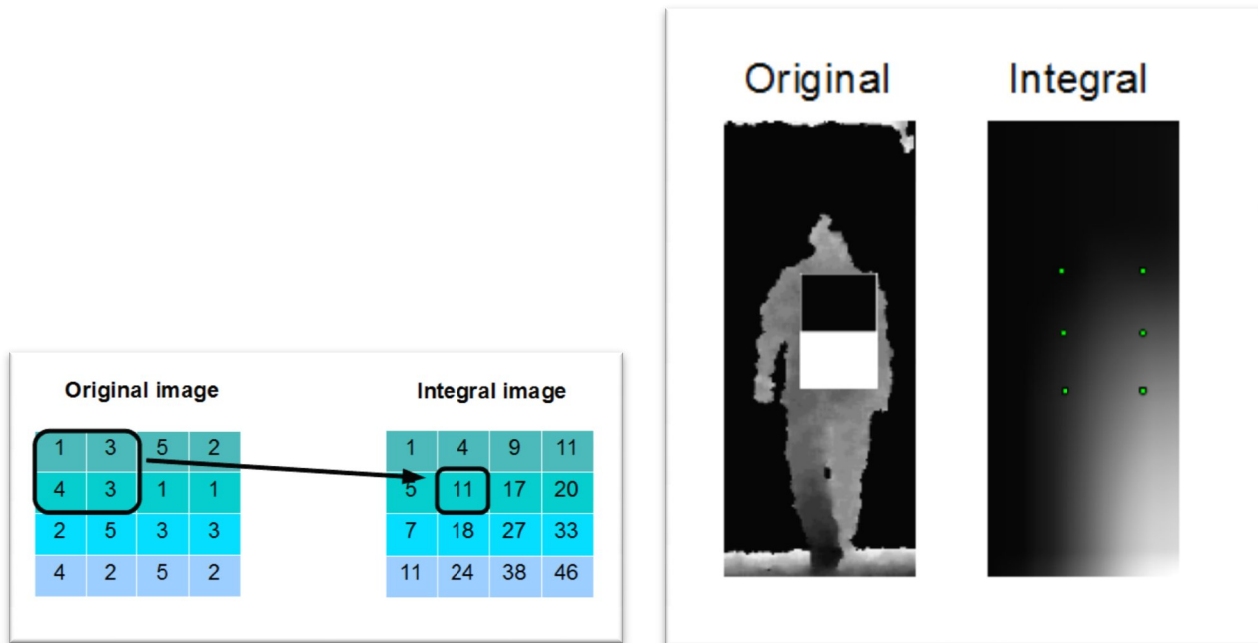 Original image
1 3 5 2
4 3 1 1
2 5 3 3
4 2 5 2
Integral image
1 4 9 11
5 11 17 20
7 18 27 33
11 24 38 46
Original Integral